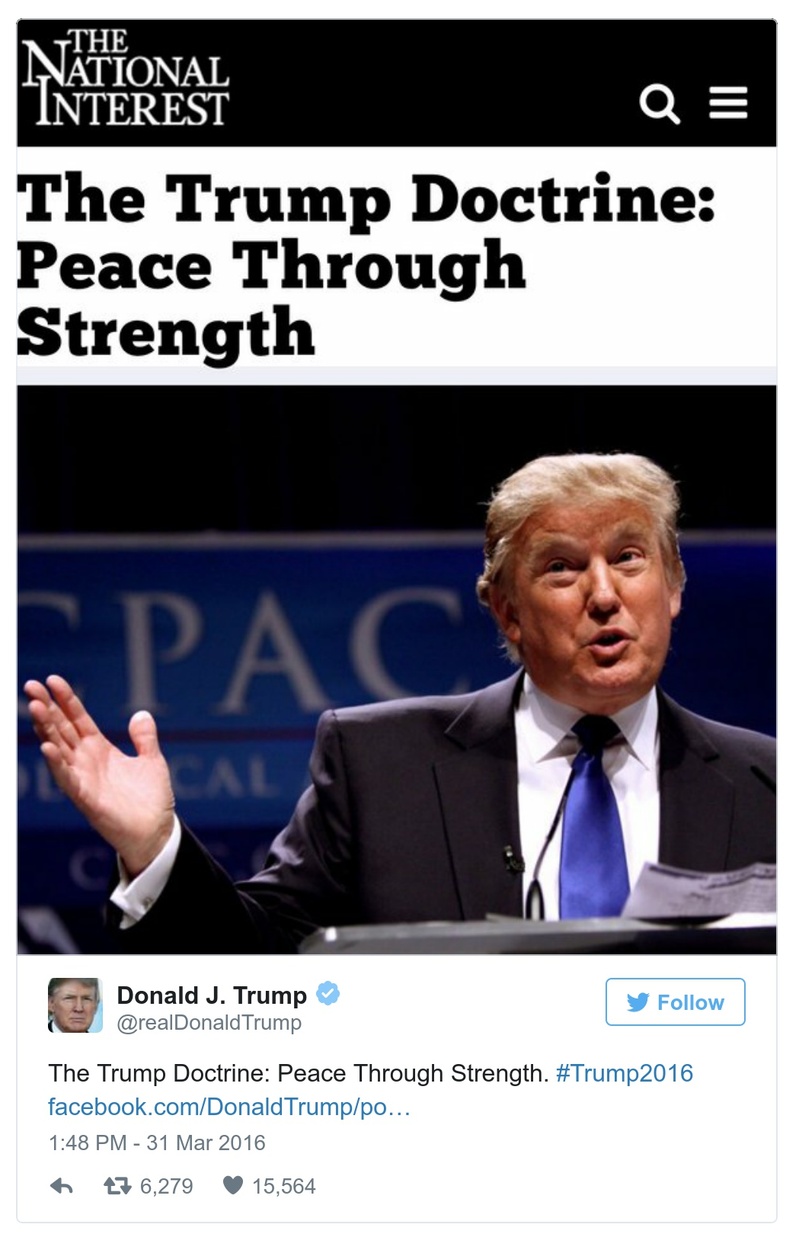 THE
NATIONAL
INTEREST
The Trump Doctrine:
Peace Through
Strength
CPAC
CAL
Donald J. Trump
@realDonaldTrump
Follow
The Trump Doctrine: Peace Through Strength. #Trump2016
facebook.com/DonaldTrump/po…
1:48 PM - 31 Mar 2016
6,279 15,564